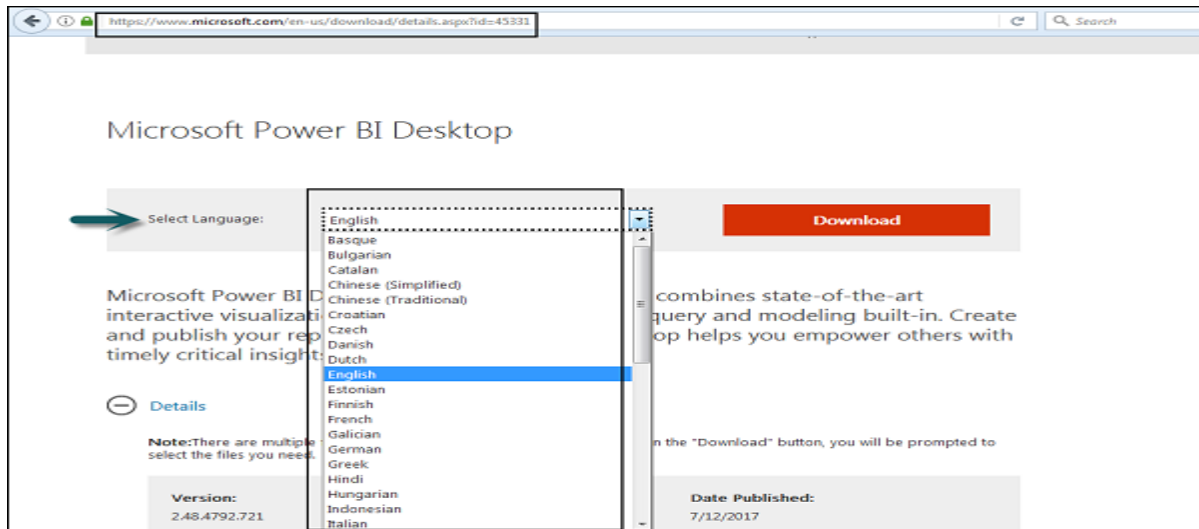 https://www.microsoft.com/en-us/download/details.aspx?id=45331
Search
Microsoft Power BI Desktop
Select Language:
English
Download
Basque
Bulgarian
Catalan
Chinese (Simplified)
Chinese (Traditional)
Croatian
Czech
Danish
Dutch
English
Estonian
Finnish
French
Galician
German
Greek
Hindi
Hungarian
Indonesian
Italian
Microsoft Power BI D combines state-of-the-art
interactive visualizati query and modeling built-in. Create
and publish your rep op helps you empower others with
timely critical insight
Details
Note:There are multiple n the "Download" button, you will be prompted to
select the files you need.
Version:
2.48.4792.721
Date Published:
7/12/2017